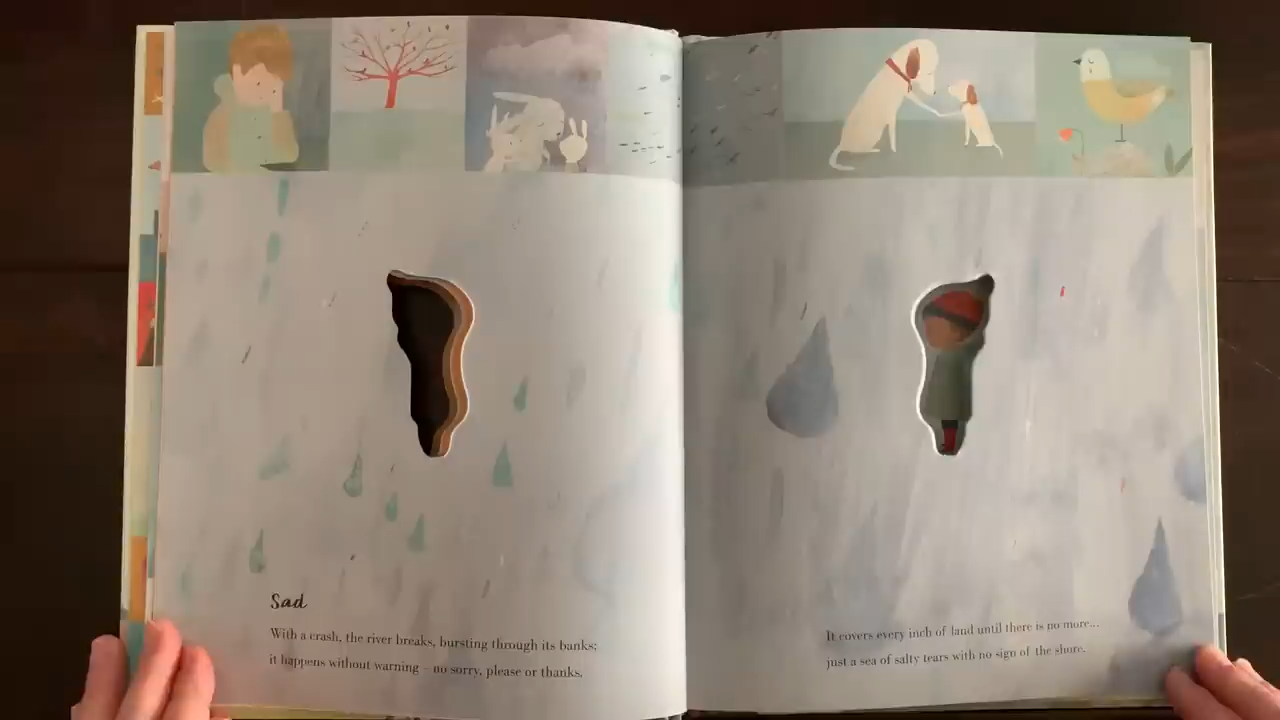 Sad
With a crash, the river breaks, bursting through its banks;
it happens without warning – no sorry, please or thanks.
It covers every inch of land until there is no more...
just a sea of salty tears with no sign of the shore.